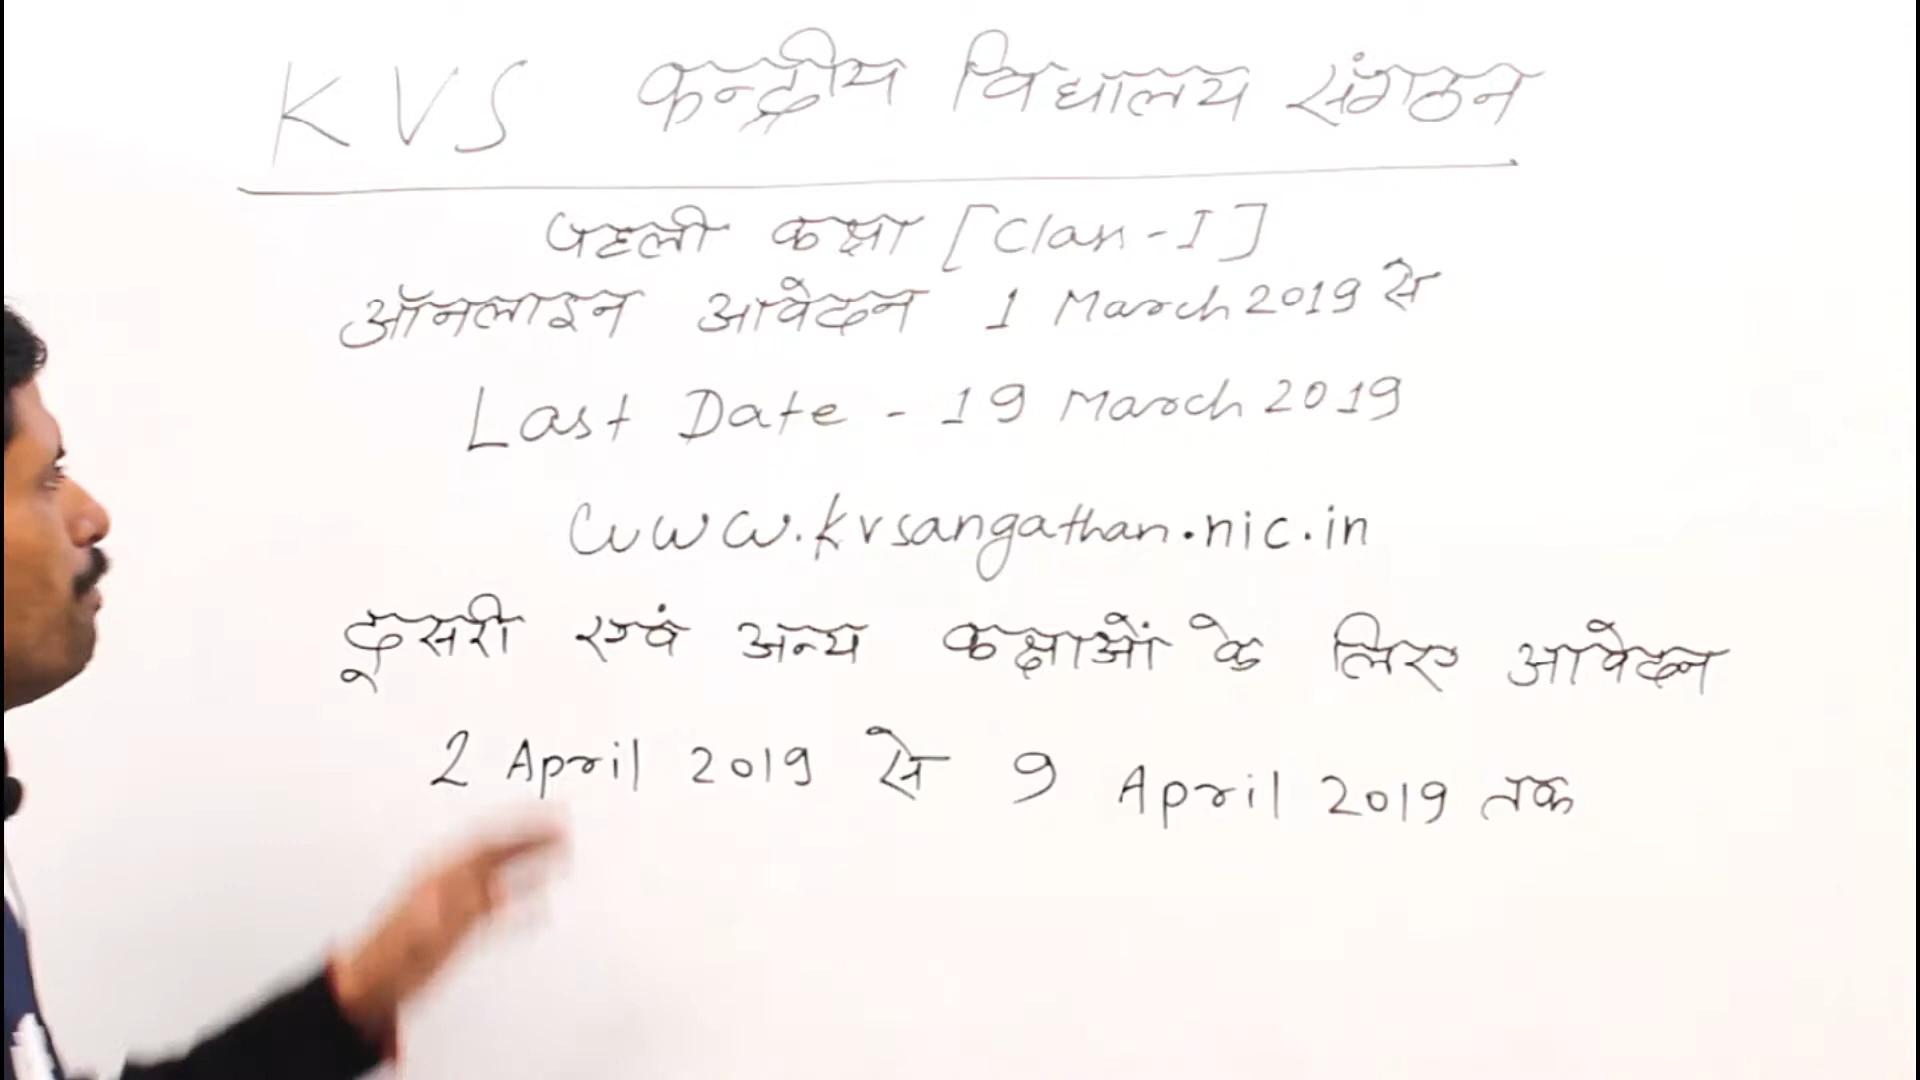 KVS केन्द्रीय विद्यालय संगठन
पहली कक्षा [Class-I]
ऑनलाइन आवेदन 1 March 2019 से
Last Date - 19 March 2019
www.kvsangathan.nic.in
दूसरी एवं अन्य कक्षाओं के लिए आवेदन
2 April 2019 से 9 April 2019 तक